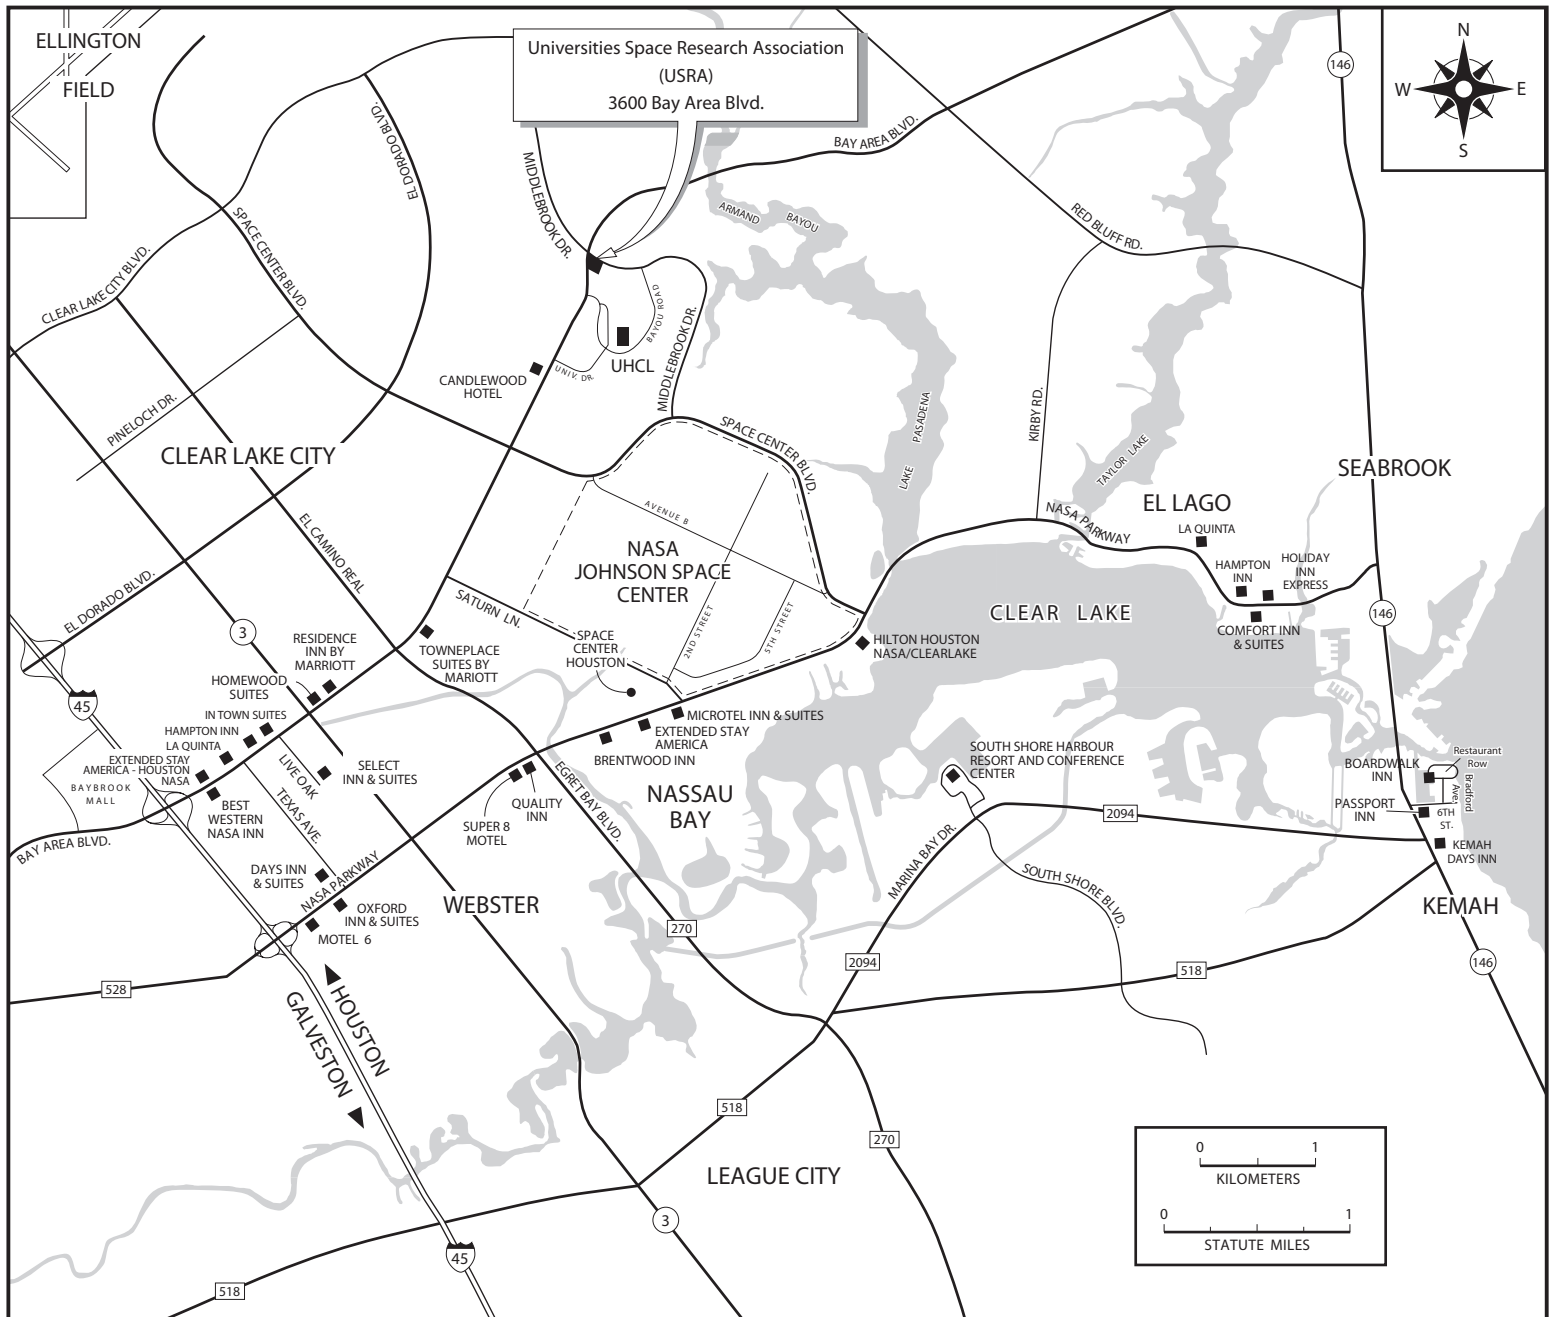 ELLINGTON
FIELD
Universities Space Research Association
(USRA)
3600 Bay Area Blvd.
N
W
E
S
146
EL DORADO BLVD.
MIDDLEBROOK DR.
BAY AREA BLVD.
ARMAND
BAYOU
RED BLUFF RD.
SPACE CENTER BLVD.
CLEAR LAKE CITY BLVD.
BAYOU ROAD
MIDDLEBROOK DR.
UHCL
UNIV. DR.
CANDLEWOOD
HOTEL
PINELOCH DR.
CLEAR LAKE CITY
SPACE CENTER BLVD.
LAKE
PASADENA
KIRBY RD.
TAYLOR LAKE
SEABROOK
EL LAGO
NASA PARKWAY
LA QUINTA
HAMPTON
INN
HOLIDAY
INN
EXPRESS
COMFORT INN
& SUITES
146
EL CAMINO REAL
AVENUE B
NASA
JOHNSON SPACE
CENTER
2ND STREET
5TH STREET
SATURN LN.
SPACE
CENTER
HOUSTON
CLEAR LAKE
HILTON HOUSTON
NASA/CLEARLAKE
EL DORADO BLVD.
3
RESIDENCE
INN BY
MARRIOTT
TOWNEPLACE
SUITES BY
MARIOTT
HOMEWOOD
SUITES
45
IN TOWN SUITES
HAMPTON INN
LA QUINTA
EXTENDED STAY
AMERICA - HOUSTON
NASA
BAYBROOK
MALL
BEST
WESTERN
NASA INN
LIVE OAK
TEXAS AVE.
SELECT
INN & SUITES
MICROTEL INN & SUITES
EXTENDED STAY
AMERICA
BRENTWOOD INN
QUALITY
INN
SUPER 8
MOTEL
EGRET BAY BLVD.
NASSAU
BAY
SOUTH SHORE HARBOUR
RESORT AND CONFERENCE
CENTER
BOARDWALK
INN
Restaurant
Row
Bradford
Ave.
PASSPORT
INN
6TH
ST.
KEMAH
DAYS INN
2094
BAY AREA BLVD.
DAYS INN
& SUITES
NASA PARKWAY
OXFORD
INN & SUITES
MOTEL 6
WEBSTER
MARINA BAY DR.
SOUTH SHORE BLVD.
KEMAH
270
2094
518
146
528
HOUSTON
GALVESTON
518
270
LEAGUE CITY
3
45
518
0
1
KILOMETERS
0
1
STATUTE MILES